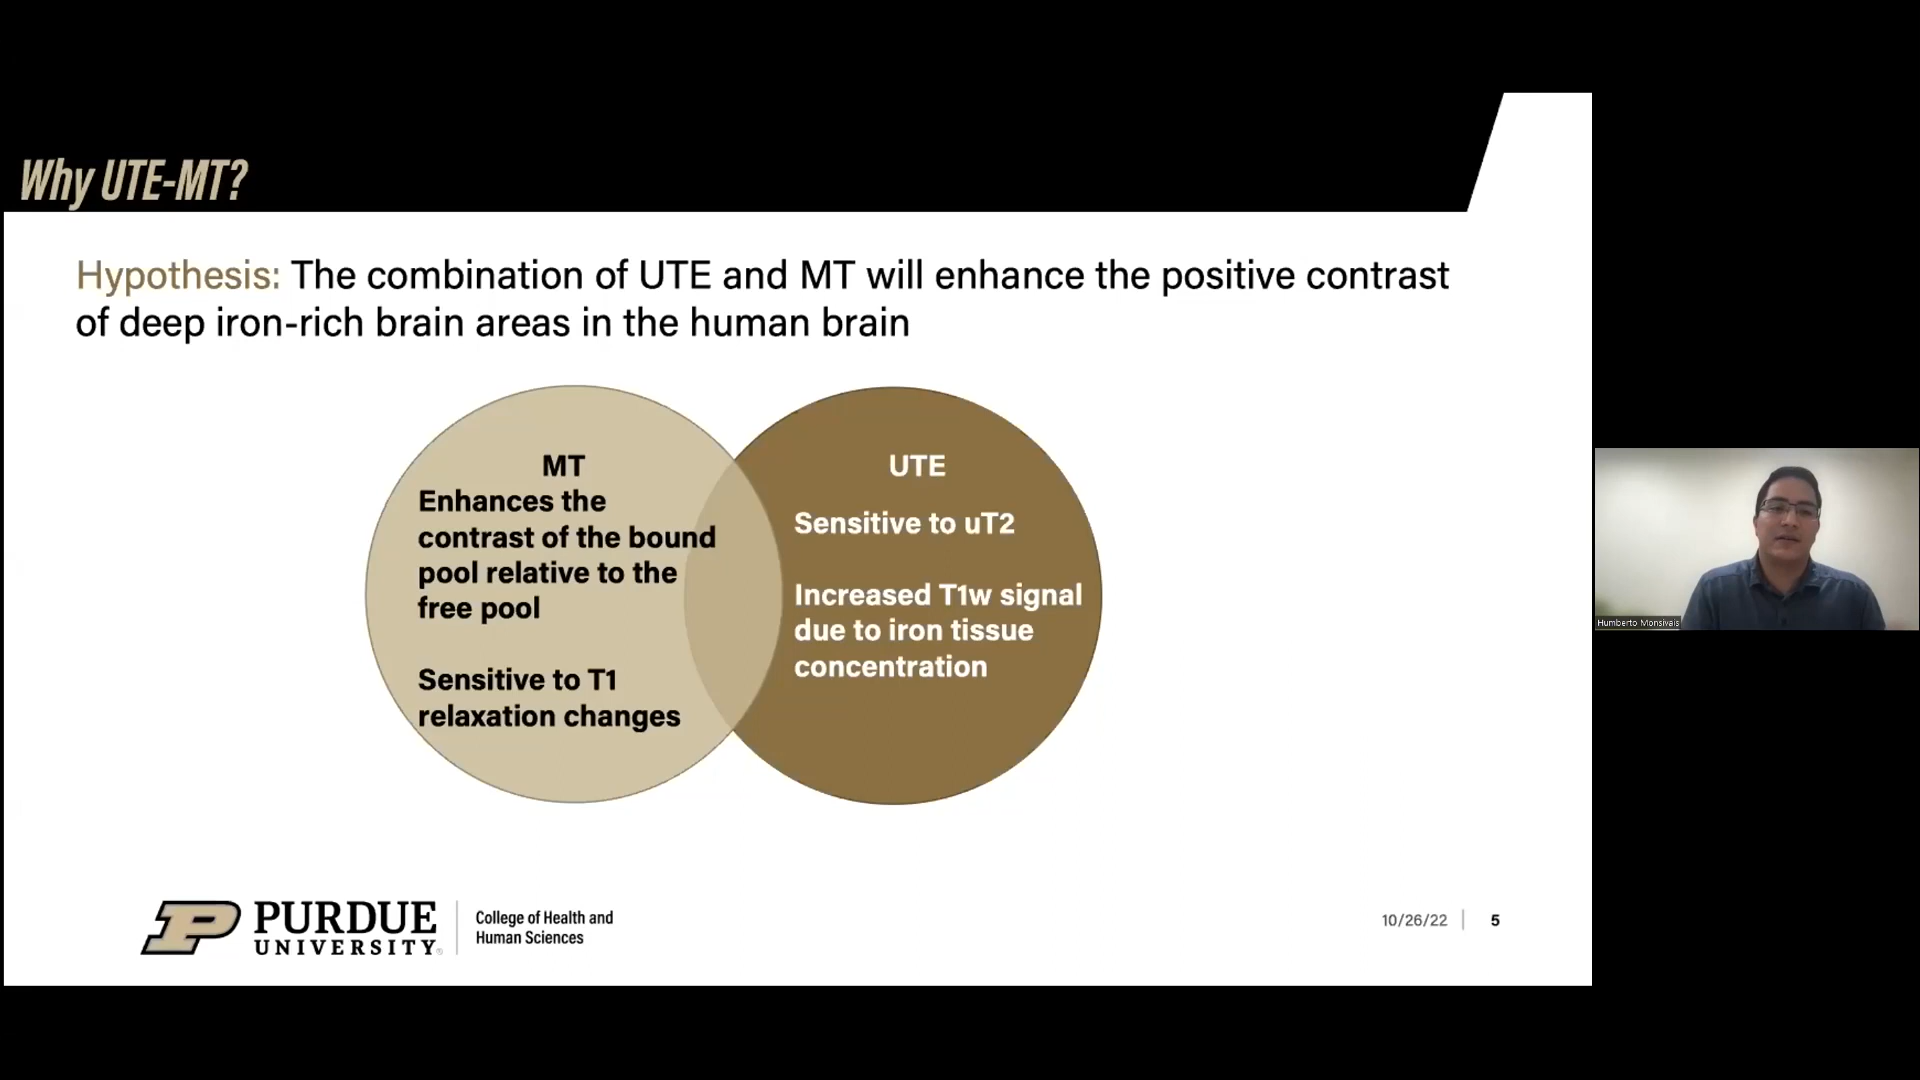 Why UTE-MT?
Hypothesis: The combination of UTE and MT will enhance the positive contrast
of deep iron-rich brain areas in the human brain
MT
Enhances the
contrast of the bound
pool relative to the
free pool
Sensitive to T1
relaxation changes
UTE
Sensitive to uT2
Increased T1w signal
due to iron tissue
concentration
Humberto Monsivais
P PURDUE
UNIVERSITY®
College of Health and
Human Sciences
10/26/22 | 5